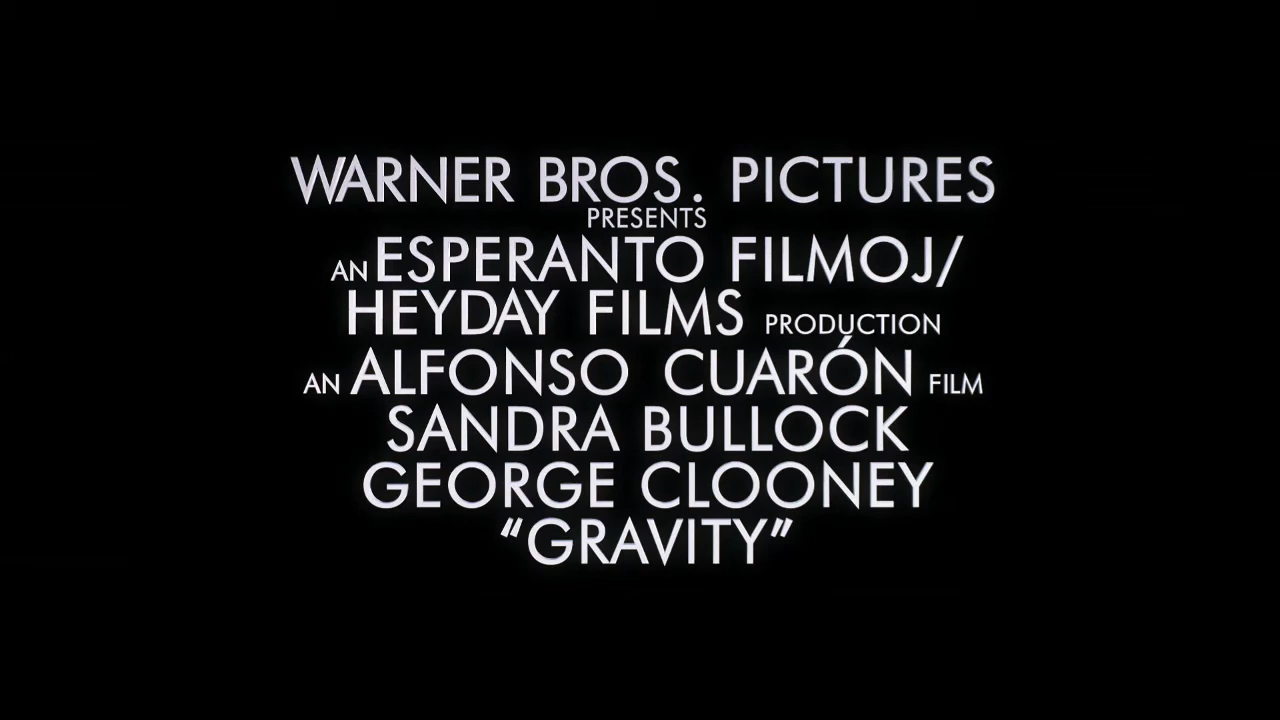 WARNER BROS. PICTURES
PRESENTS
AN ESPERANTO FILMOJ/
HEYDAY FILMS PRODUCTION
AN ALFONSO CUARÓN FILM
SANDRA BULLOCK
GEORGE CLOONEY
“GRAVITY”